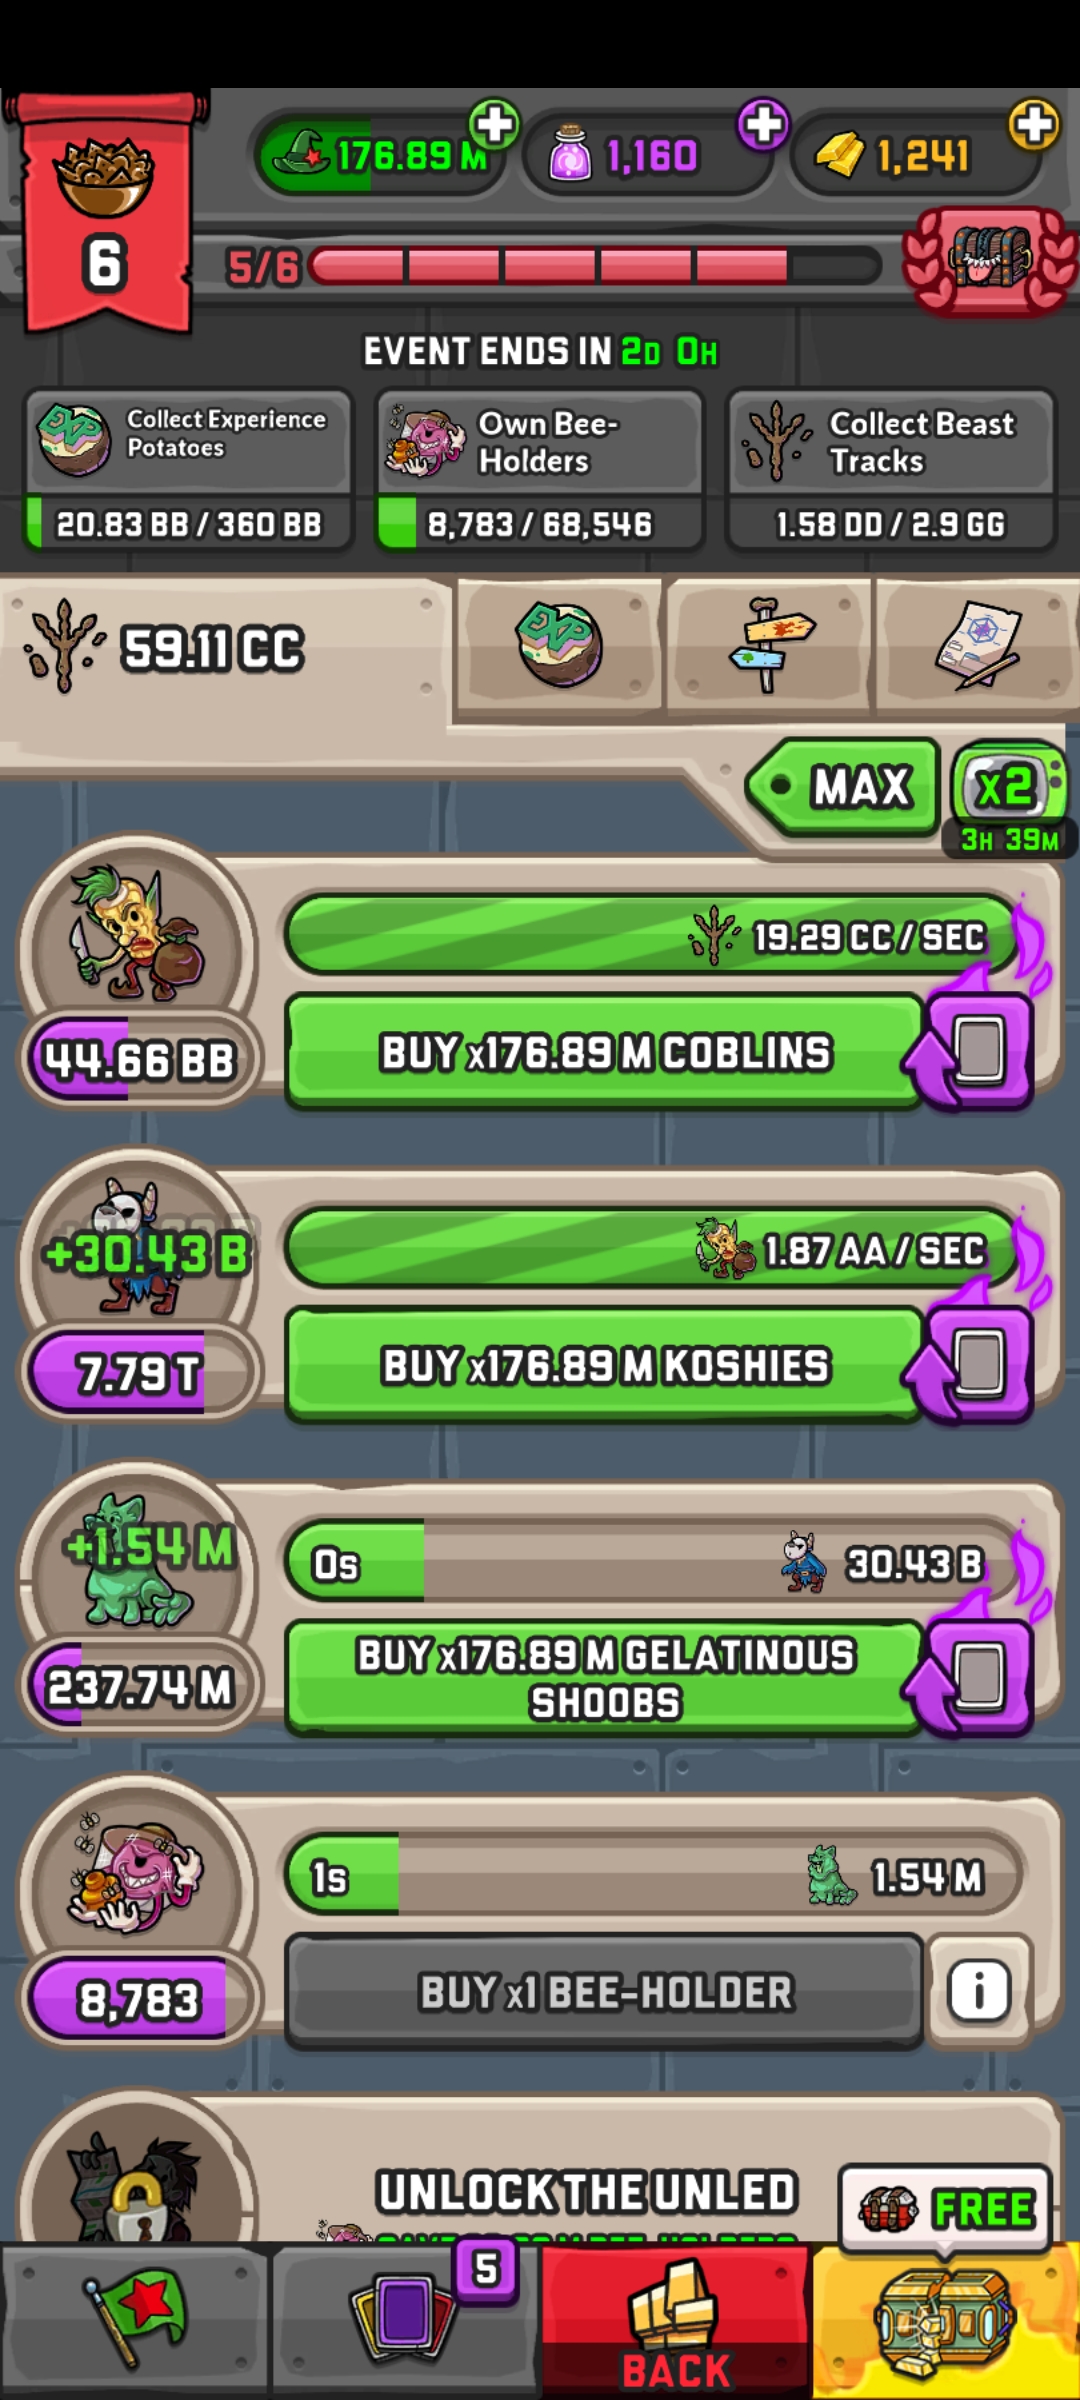 176.89 M
1,160
1,241
6
5/6
EVENT ENDS IN 2D 0H
Collect Experience
Potatoes
20.83 BB / 360 BB
Own Bee-
Holders
8,783 / 68,546
Collect Beast
Tracks
1.58 DD / 2.9 GG
59.11 CC
EXP
MAX
x2
3H 39M
19.29 CC / SEC
44.66 BB
BUY x176.89 M COBLINS
+30.43 B
1.87 AA / SEC
7.79 T
BUY x176.89 M KOSHIES
+1.54 M
0s
30.43 B
237.74 M
BUY x176.89 M GELATINOUS
SHOOBS
1s
1.54 M
8,783
BUY x1 BEE-HOLDER
i
UNLOCK THE UNLED
FREE
5
BACK